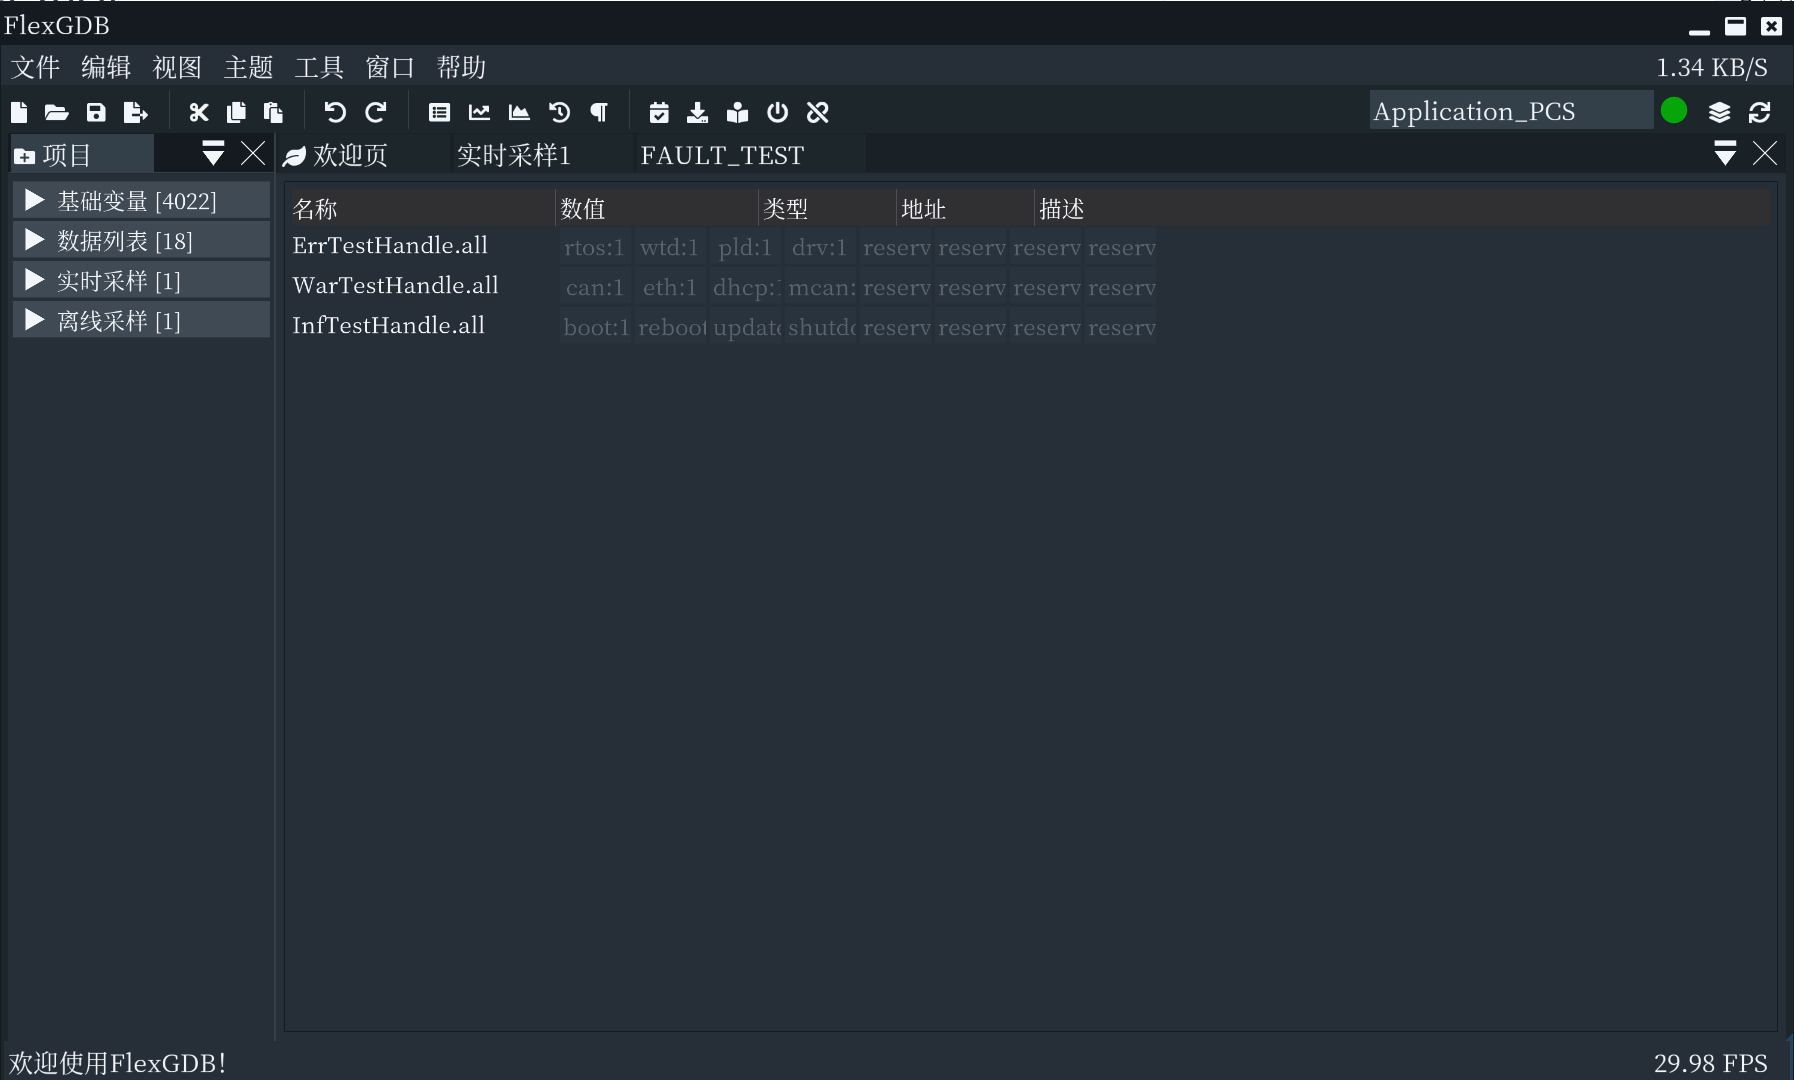 FlexGDB
文件 编辑 视图 主题 工具 窗口 帮助 1.34 KB/S
Application_PCS
项目 欢迎页 实时采样1 FAULT_TEST
基础变量 [4022]
数据列表 [18]
实时采样 [1]
离线采样 [1]
名称 数值 类型 地址 描述
ErrTestHandle.all rtos:1 wtd:1 pld:1 drv:1 reserv reserv reserv reserv
WarTestHandle.all can:1 eth:1 dhcp: mcan: reserv reserv reserv reserv
InfTestHandle.all boot:1 reboot update shutdo reserv reserv reserv reserv
欢迎使用FlexGDB! 29.98 FPS